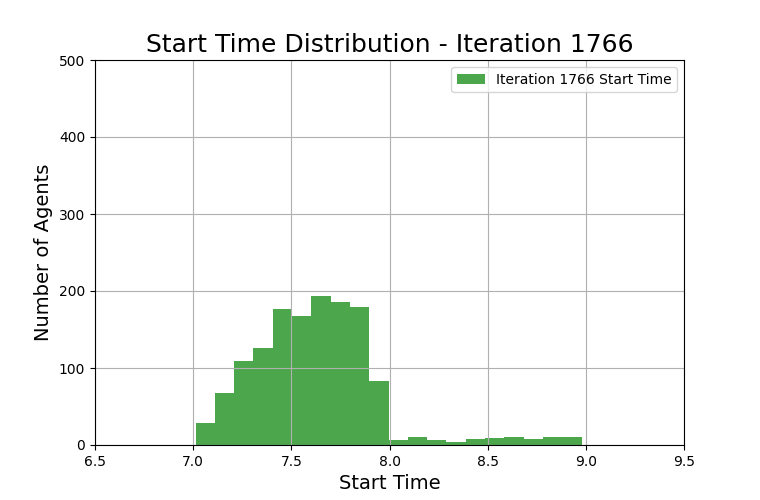 Start Time Distribution - Iteration 1766
Iteration 1766 Start Time
Number of Agents
500
400
300
200
100
0
6.5 7.0 7.5 8.0 8.5 9.0 9.5
Start Time